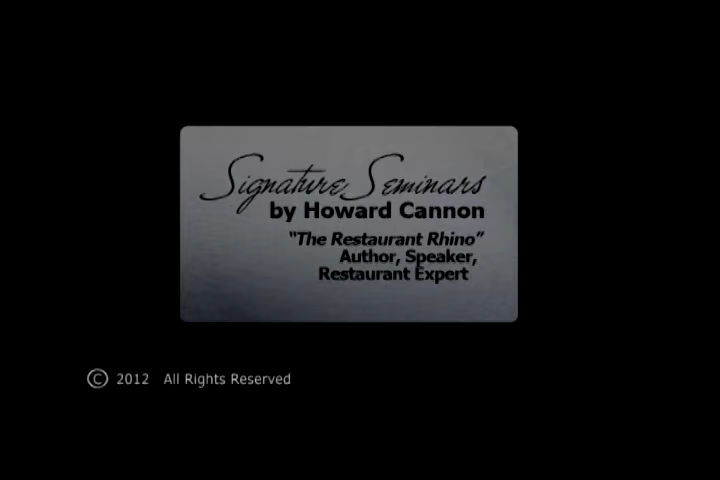 Signature Seminars
by Howard Cannon
“The Restaurant Rhino”
Author, Speaker,
Restaurant Expert
© 2012 All Rights Reserved